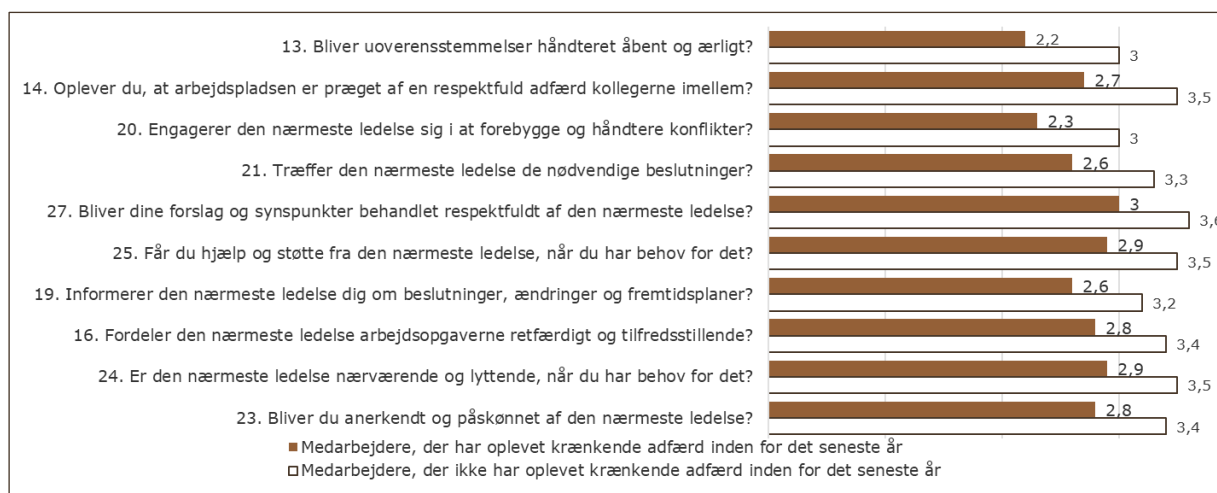 13. Bliver uoverensstemmelser håndteret åbent og ærligt?
2,2
3
14. Oplever du, at arbejdspladsen er præget af en respektfuld adfærd kollegerne imellem?
2,7
3,5
20. Engagerer den nærmeste ledelse sig i at forebygge og håndtere konflikter?
2,3
3
21. Træffer den nærmeste ledelse de nødvendige beslutninger?
2,6
3,3
27. Bliver dine forslag og synspunkter behandlet respektfuldt af den nærmeste ledelse?
3
3,6
25. Får du hjælp og støtte fra den nærmeste ledelse, når du har behov for det?
2,9
3,5
19. Informerer den nærmeste ledelse dig om beslutninger, ændringer og fremtidsplaner?
2,6
3,2
16. Fordeler den nærmeste ledelse arbejdsopgaverne retfærdigt og tilfredsstillende?
2,8
3,4
24. Er den nærmeste ledelse nærværende og lyttende, når du har behov for det?
2,9
3,5
23. Bliver du anerkendt og påskønnet af den nærmeste ledelse?
2,8
3,4
Medarbejdere, der har oplevet krænkende adfærd inden for det seneste år
Medarbejdere, der ikke har oplevet krænkende adfærd inden for det seneste år